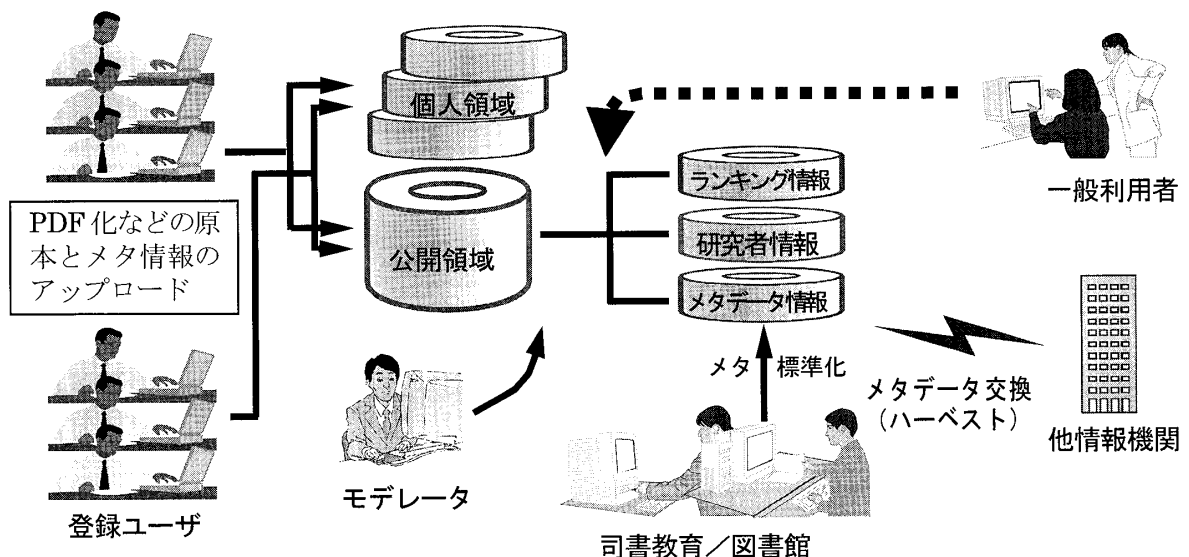 個人領域
公開領域
ランキング情報
研究者情報
メタデータ情報
一般利用者
PDF化などの原
本とメタ情報の
アップロード
メタ 標準化
メタデータ交換
(ハーベスト)
他情報機関
モデレータ
登録ユーザ
司書教育/図書館